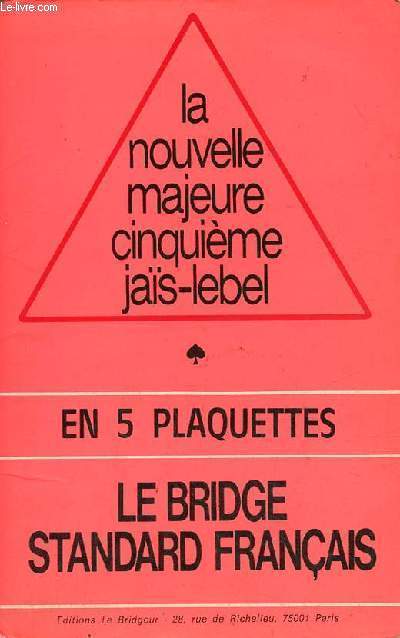 Le-livre.com
la
nouvelle
majeure
cinquième
jaïs-lebel
EN 5 PLAQUETTES
LE BRIDGE
STANDARD FRANÇAIS
Editions Le Bridgeur 28, rue de Richelieu, 75001 Paris